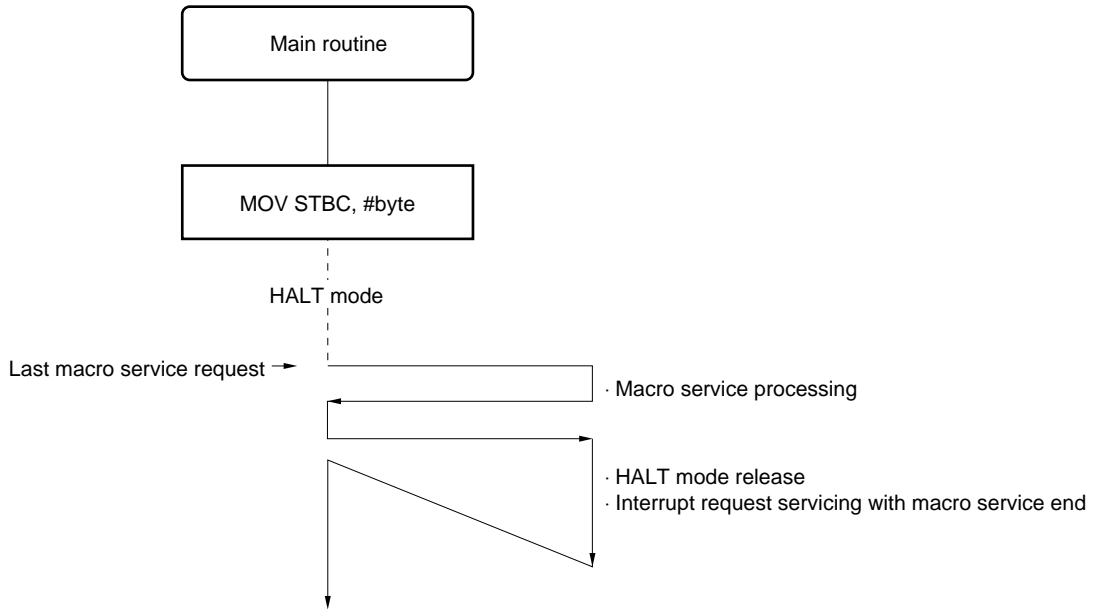 Main routine
MOV STBC, #byte
HALT mode
Last macro service request
· Macro service processing
· HALT mode release
· Interrupt request servicing with macro service end